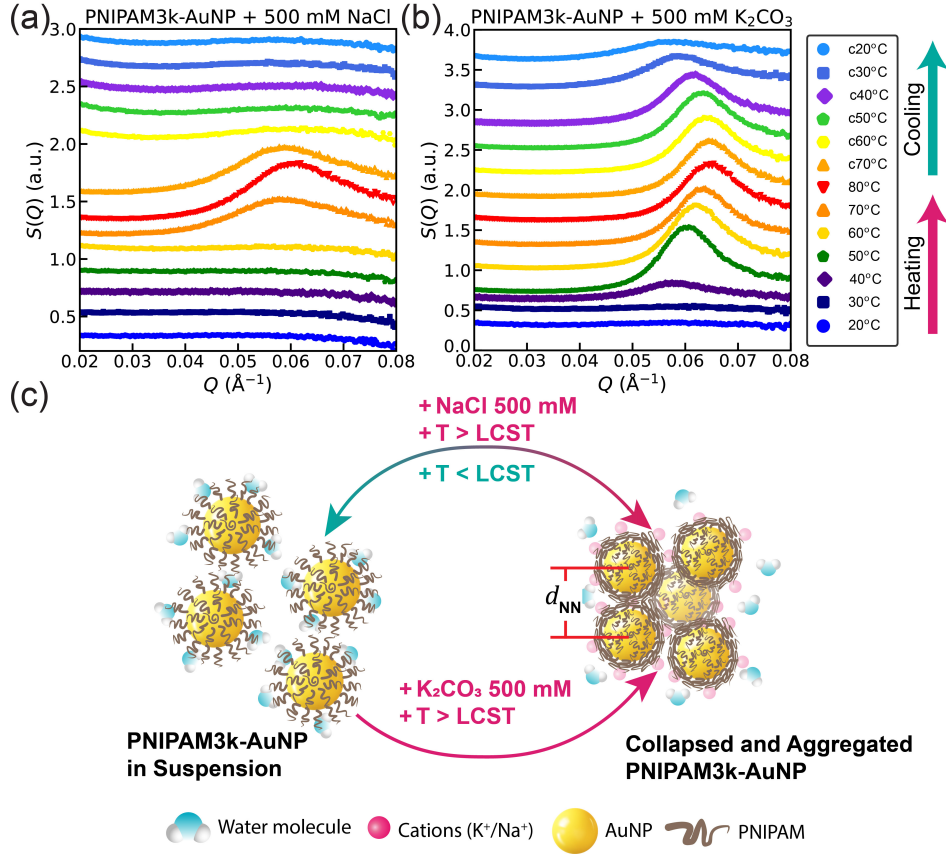 (a)
PNIPAM3k-AuNP + 500 mM NaCl
S(Q) (a.u.)
3.0
2.5
2.0
1.5
1.0
0.5
0.02 0.03 0.04 0.05 0.06 0.07 0.08
Q (Å⁻¹)
(b)
PNIPAM3k-AuNP + 500 mM K₂CO₃
S(Q) (a.u.)
4.0
3.5
3.0
2.5
2.0
1.5
1.0
0.5
0.0
0.02 0.03 0.04 0.05 0.06 0.07 0.08
Q (Å⁻¹)
c20°C
c30°C
c40°C
c50°C
c60°C
c70°C
80°C
70°C
60°C
50°C
40°C
30°C
20°C
Cooling
Heating
(c)
+ NaCl 500 mM
+ T > LCST
+ T < LCST
dNN
+ K₂CO₃ 500 mM
+ T > LCST
PNIPAM3k-AuNP
in Suspension
Collapsed and Aggregated
PNIPAM3k-AuNP
Water molecule
Cations (K⁺/Na⁺)
AuNP
PNIPAM